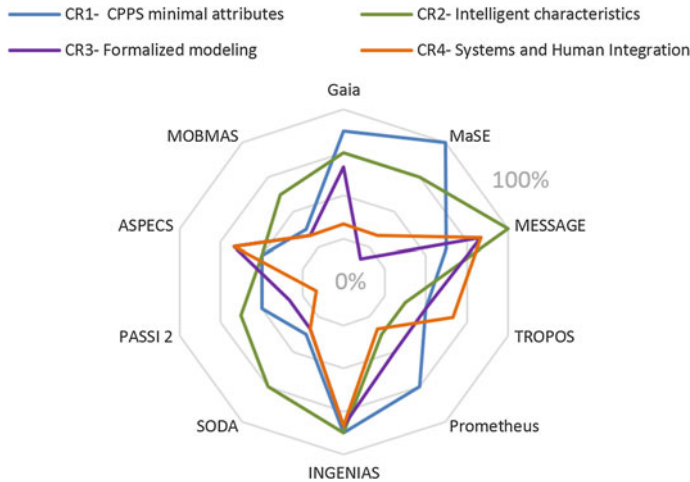 CR1- CPPS minimal attributes
CR2- Intelligent characteristics
CR3- Formalized modeling
CR4- Systems and Human Integration
Gaia
MOBMAS
MaSE
100%
ASPECS
MESSAGE
0%
PASSI 2
TROPOS
SODA
Prometheus
INGENIAS